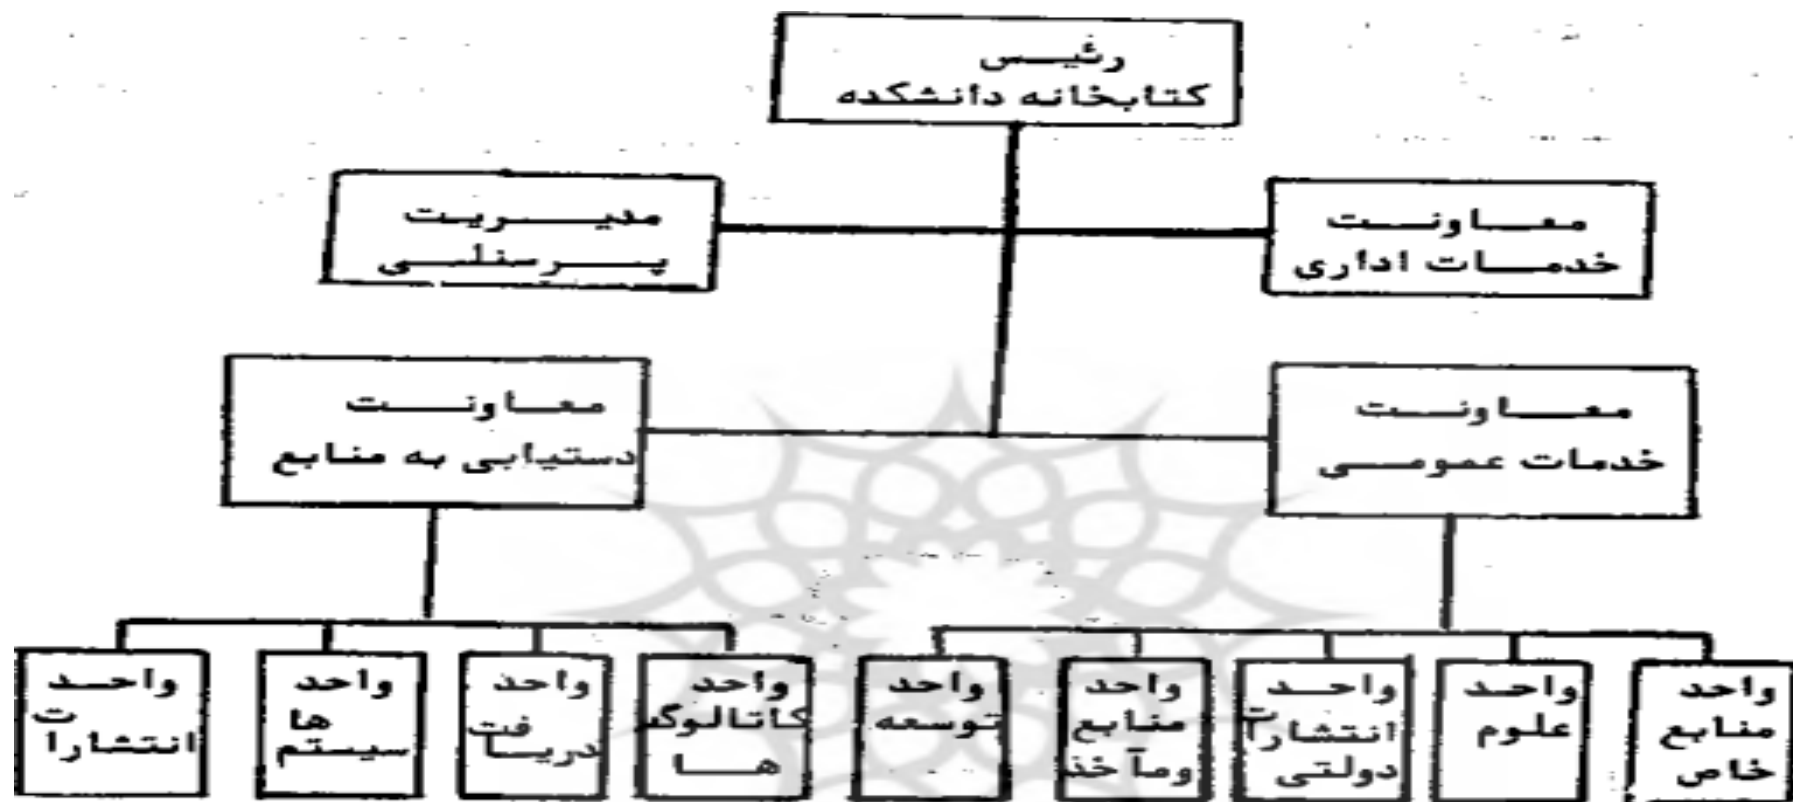 رئیس
کتابخانه دانشکده
معاونت
خدمات اداری
مدیریت
پرسنلی
معاونت
خدمات عمومی
معاونت
دستیابی به منابع
واحد
منابع
خاص
واحد
علوم
واحد
انتشارات
دولتی
واحد
منابع
ومآخذ
واحد
توسعه
واحد
کاتالوگ
ها
واحد
دریافت
واحد
ها
سیستم
واحد
انتشارات